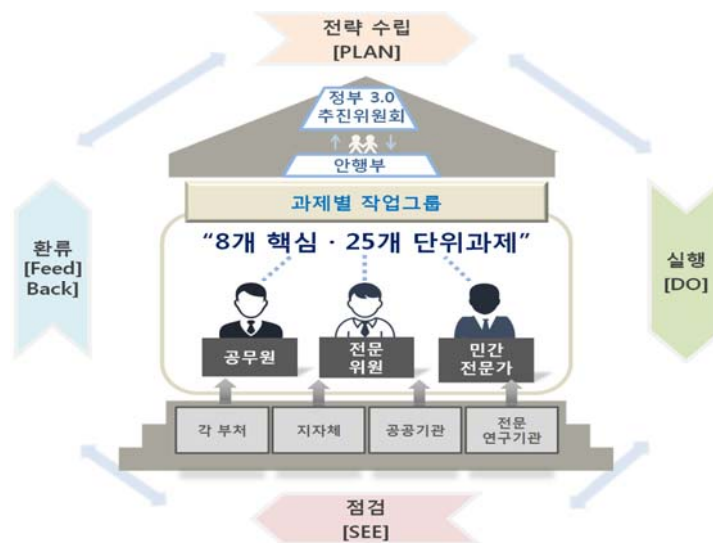 전략 수립
[PLAN]
정부 3.0
추진위원회
안행부
과제별 작업그룹
“8개 핵심 · 25개 단위과제”
환류
[Feed]
Back]
실행
[DO]
공무원
전문
위원
민간
전문가
각 부처
지자체
공공기관
전문
연구기관
점검
[SEE]